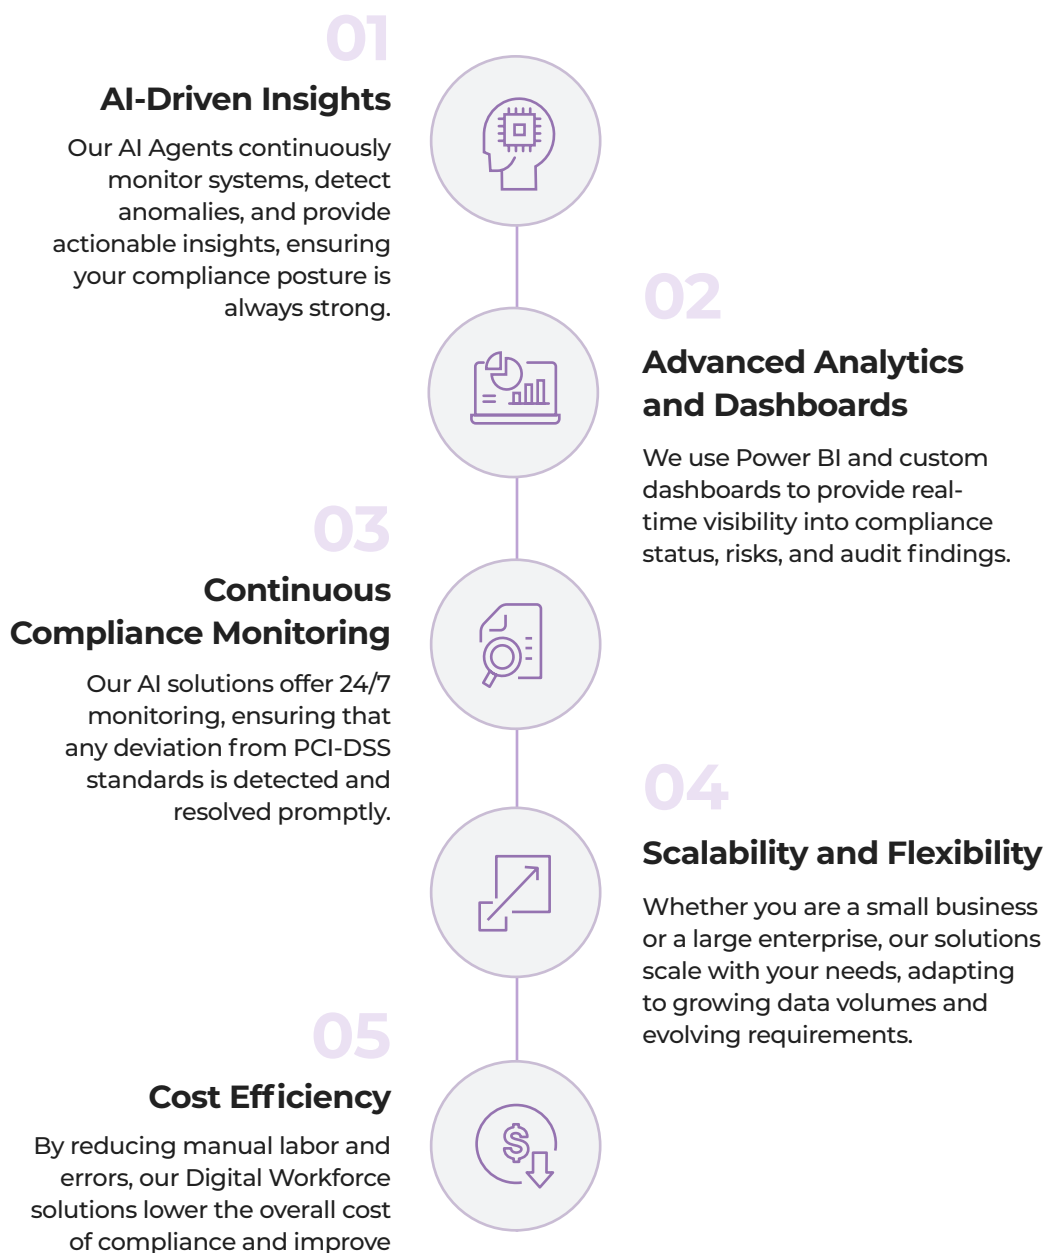 01
AI-Driven Insights
Our AI Agents continuously
monitor systems, detect
anomalies, and provide
actionable insights, ensuring
your compliance posture is
always strong.
02
Advanced Analytics
and Dashboards
We use Power BI and custom
dashboards to provide real-
time visibility into compliance
status, risks, and audit findings.
03
Continuous
Compliance Monitoring
Our AI solutions offer 24/7
monitoring, ensuring that
any deviation from PCI-DSS
standards is detected and
resolved promptly.
04
Scalability and Flexibility
Whether you are a small business
or a large enterprise, our solutions
scale with your needs, adapting
to growing data volumes and
evolving requirements.
05
Cost Efficiency
By reducing manual labor and
errors, our Digital Workforce
solutions lower the overall cost
of compliance and improve
$